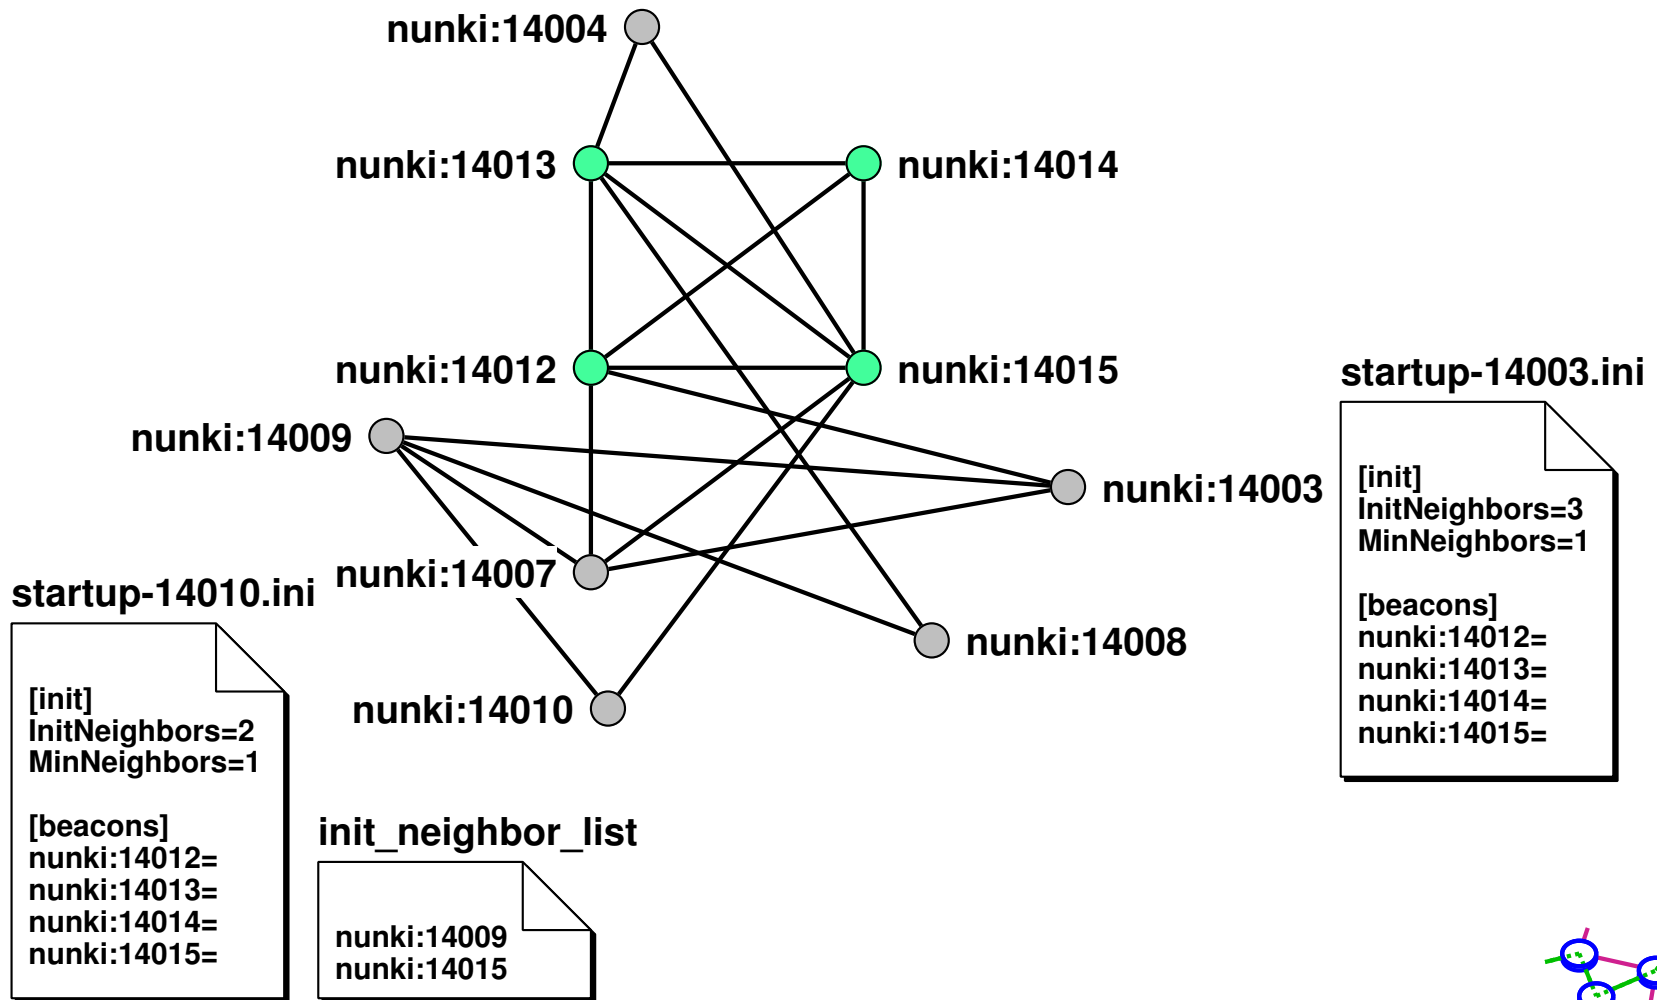 nunki:14004
nunki:14013
nunki:14014
nunki:14012
nunki:14015
nunki:14009
nunki:14003
nunki:14007
nunki:14008
nunki:14010
startup-14003.ini
[init]
InitNeighbors=3
MinNeighbors=1
[beacons]
nunki:14012=
nunki:14013=
nunki:14014=
nunki:14015=
startup-14010.ini
[init]
InitNeighbors=2
MinNeighbors=1
[beacons]
nunki:14012=
nunki:14013=
nunki:14014=
nunki:14015=
init_neighbor_list
nunki:14009
nunki:14015